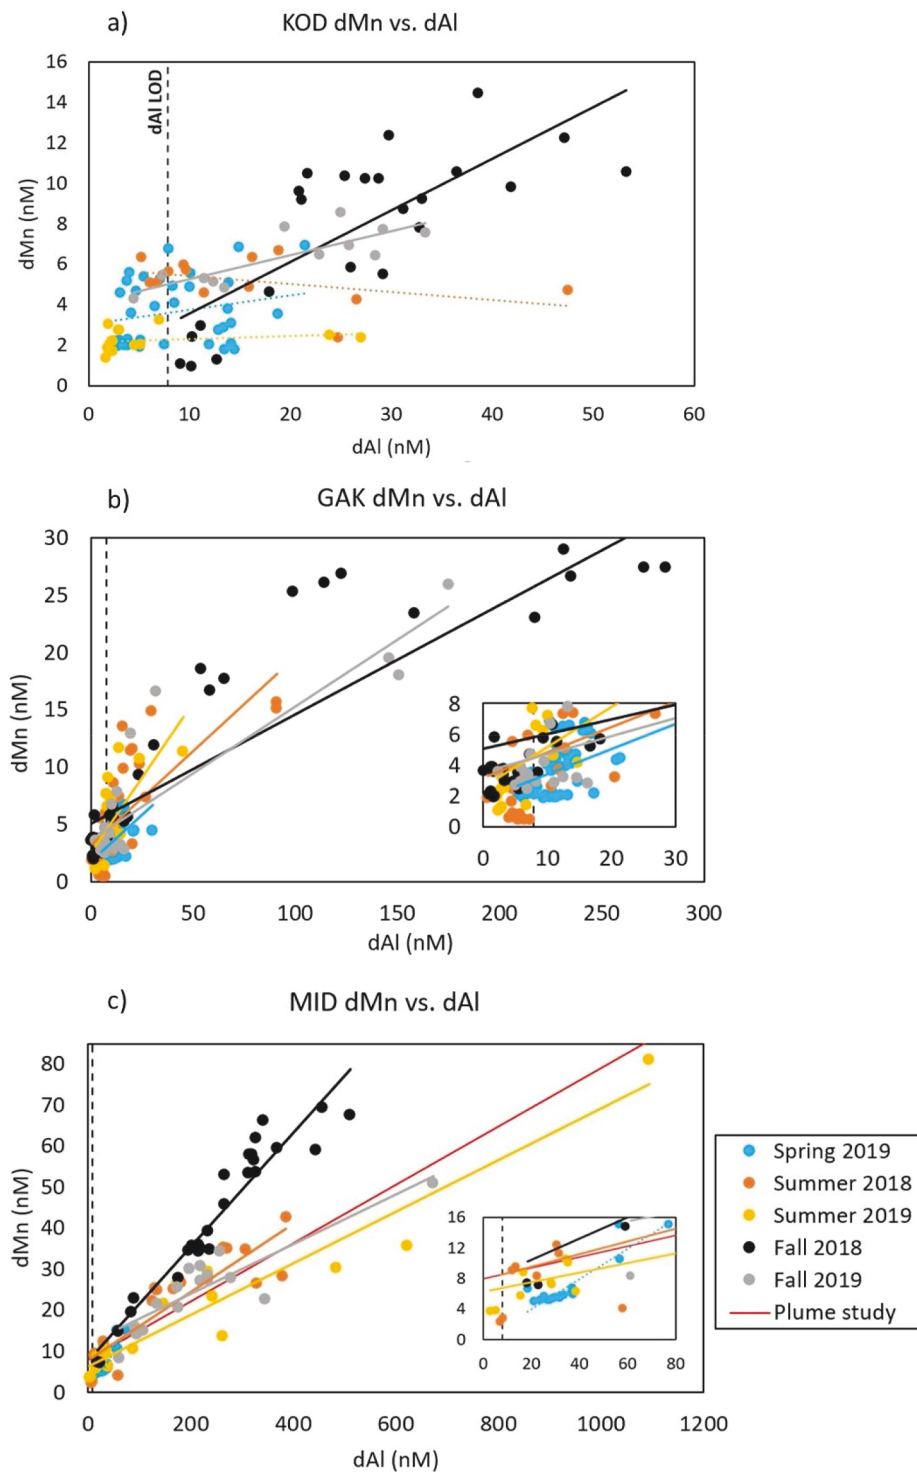 a) KOD dMn vs. dAl
dAl LOD
16
14
12
10
8
6
4
2
0
dMn (nM)
0 10 20 30 40 50 60
dAl (nM)
b) GAK dMn vs. dAl
30
25
20
15
10
5
0
dMn (nM)
8
6
4
2
0
0 10 20 30
0 50 100 150 200 250 300
dAl (nM)
c) MID dMn vs. dAl
80
70
60
50
40
30
20
10
0
dMn (nM)
16
12
8
4
0
0 20 40 60 80
0 200 400 600 800 1000 1200
dAl (nM)
Spring 2019
Summer 2018
Summer 2019
Fall 2018
Fall 2019
Plume study